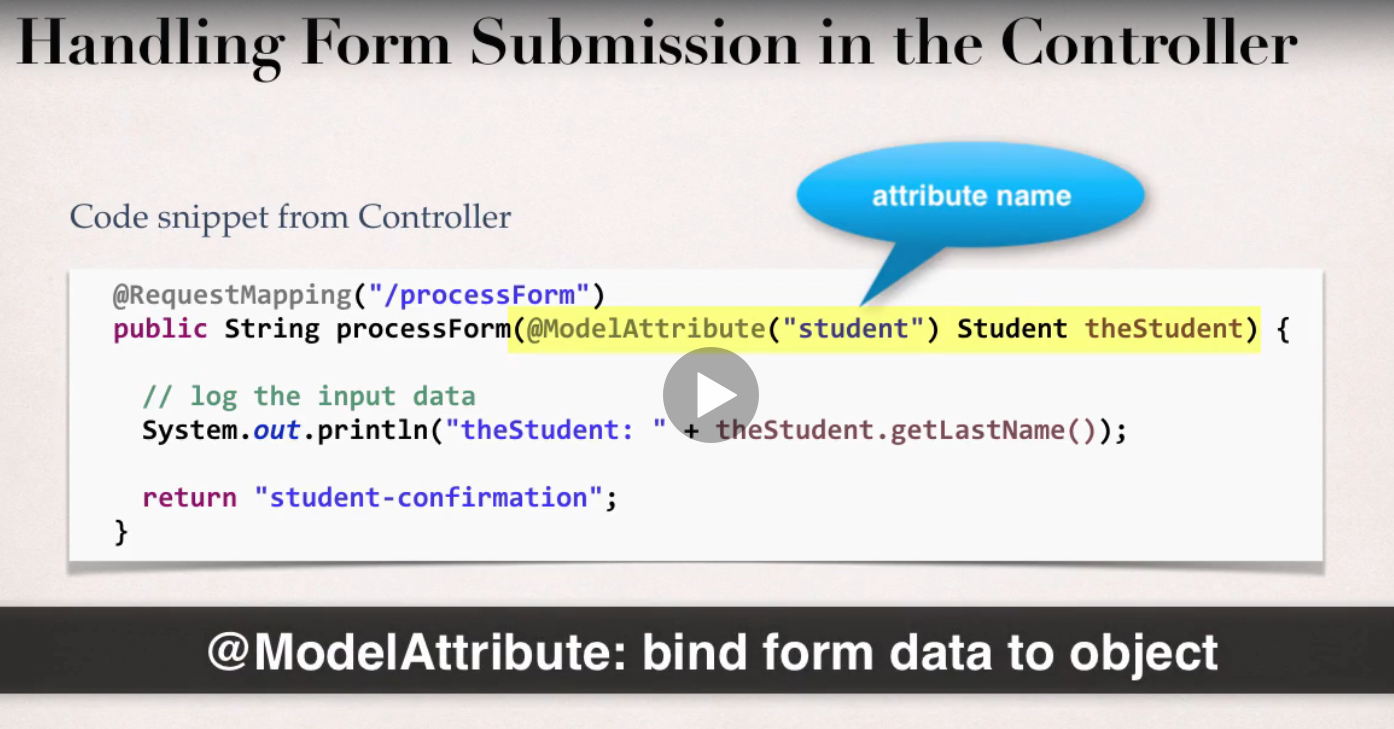 Handling Form Submission in the Controller
attribute name
Code snippet from Controller
@RequestMapping("/processForm")
public String processForm(@ModelAttribute("student") Student theStudent) {
// log the input data
System.out.println("theStudent: " + theStudent.getLastName());
return "student-confirmation";
}
@ModelAttribute: bind form data to object